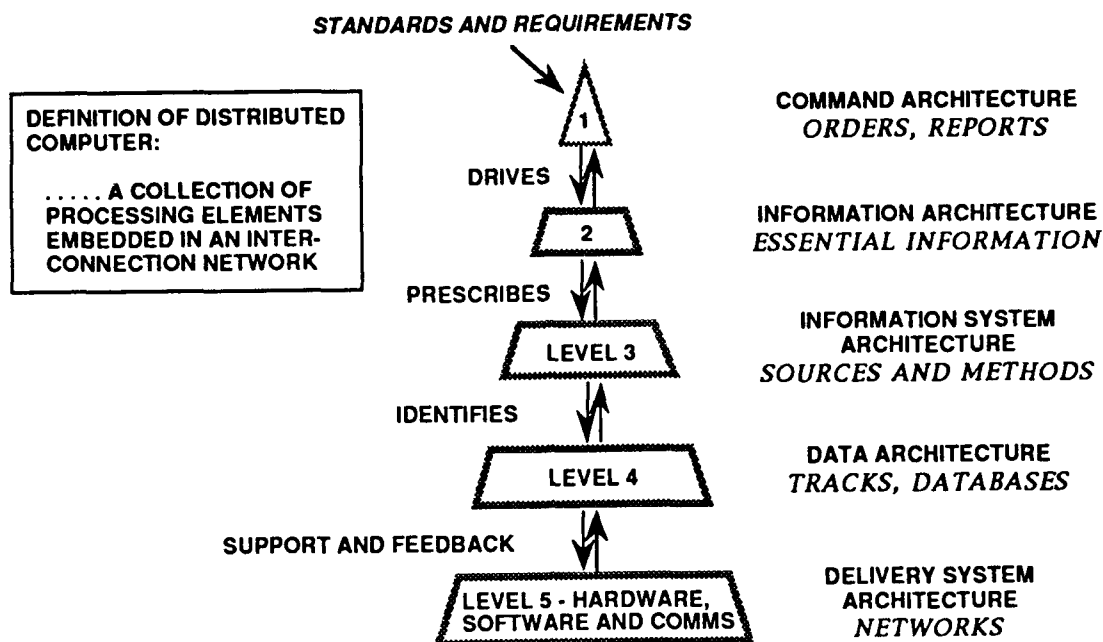 STANDARDS AND REQUIREMENTS
DEFINITION OF DISTRIBUTED
COMPUTER:
. . . . . A COLLECTION OF
PROCESSING ELEMENTS
EMBEDDED IN AN INTER-
CONNECTION NETWORK
1
COMMAND ARCHITECTURE
ORDERS, REPORTS
DRIVES
2
INFORMATION ARCHITECTURE
ESSENTIAL INFORMATION
PRESCRIBES
LEVEL 3
INFORMATION SYSTEM
ARCHITECTURE
SOURCES AND METHODS
IDENTIFIES
LEVEL 4
DATA ARCHITECTURE
TRACKS, DATABASES
SUPPORT AND FEEDBACK
LEVEL 5 - HARDWARE,
SOFTWARE AND COMMS
DELIVERY SYSTEM
ARCHITECTURE
NETWORKS